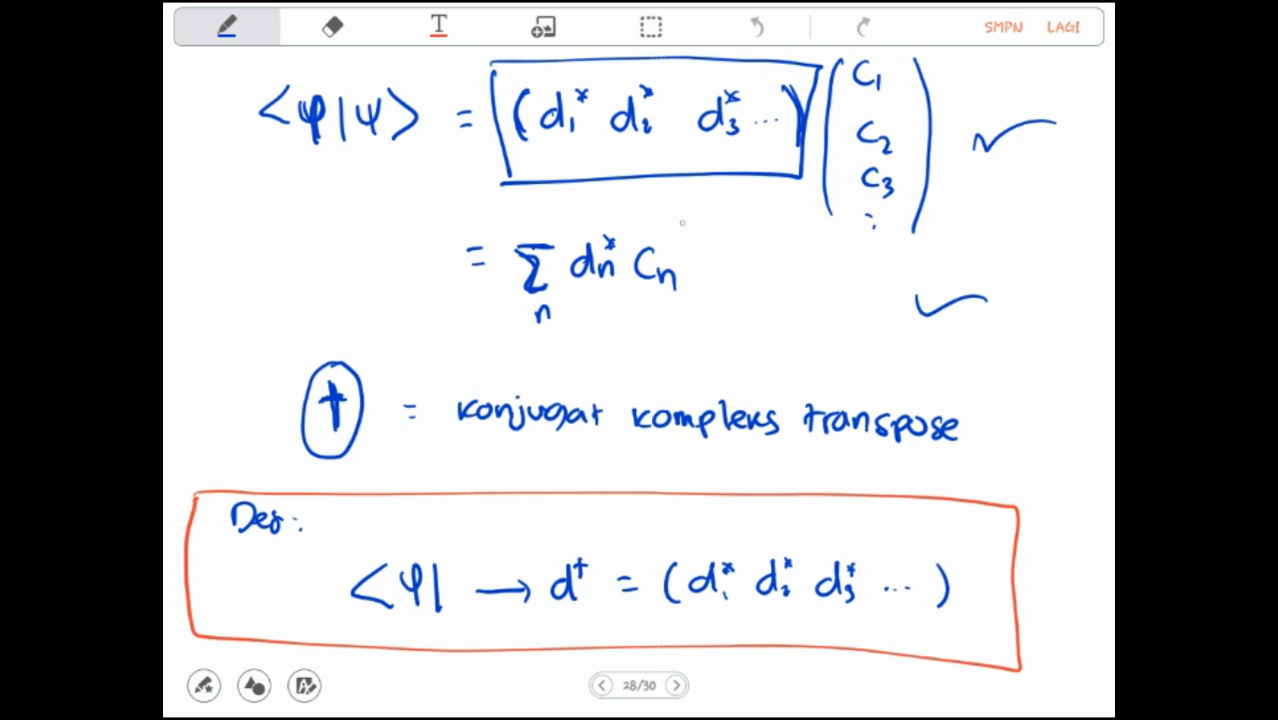 SMPN LAGI
⟨φ|ψ⟩ = (d₁* d₂* d₃* ...) (c₁ c₂ c₃ ⋮)
= Σₙ dₙ* cₙ
† = konjugat kompleks transpose
Def:
⟨φ| → d† = (d₁* d₂* d₃* ...)
28/30